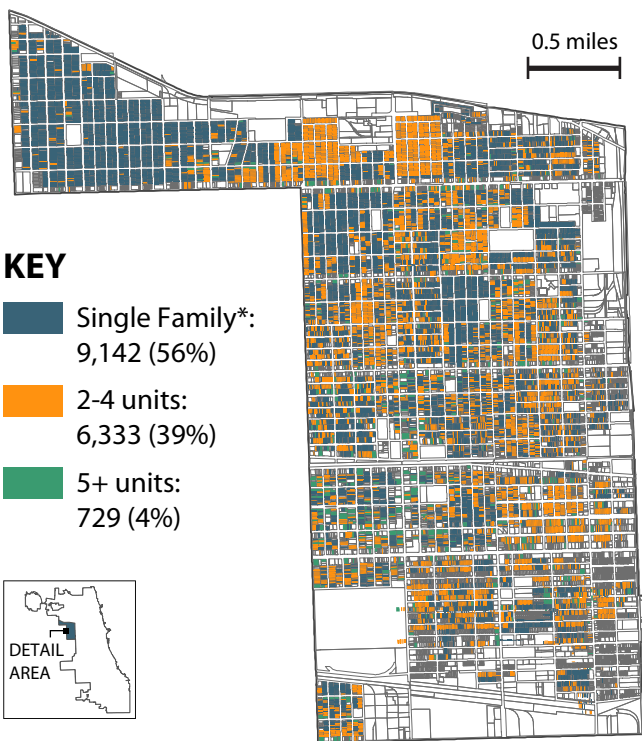 0.5 miles
KEY
Single Family*:
9,142 (56%)
2-4 units:
6,333 (39%)
5+ units:
729 (4%)
DETAIL
AREA